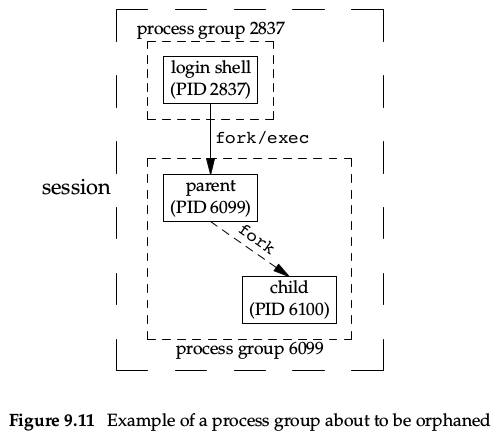 process group 2837
login shell
(PID 2837)
fork/exec
session
parent
(PID 6099)
fork
child
(PID 6100)
process group 6099
Figure 9.11 Example of a process group about to be orphaned